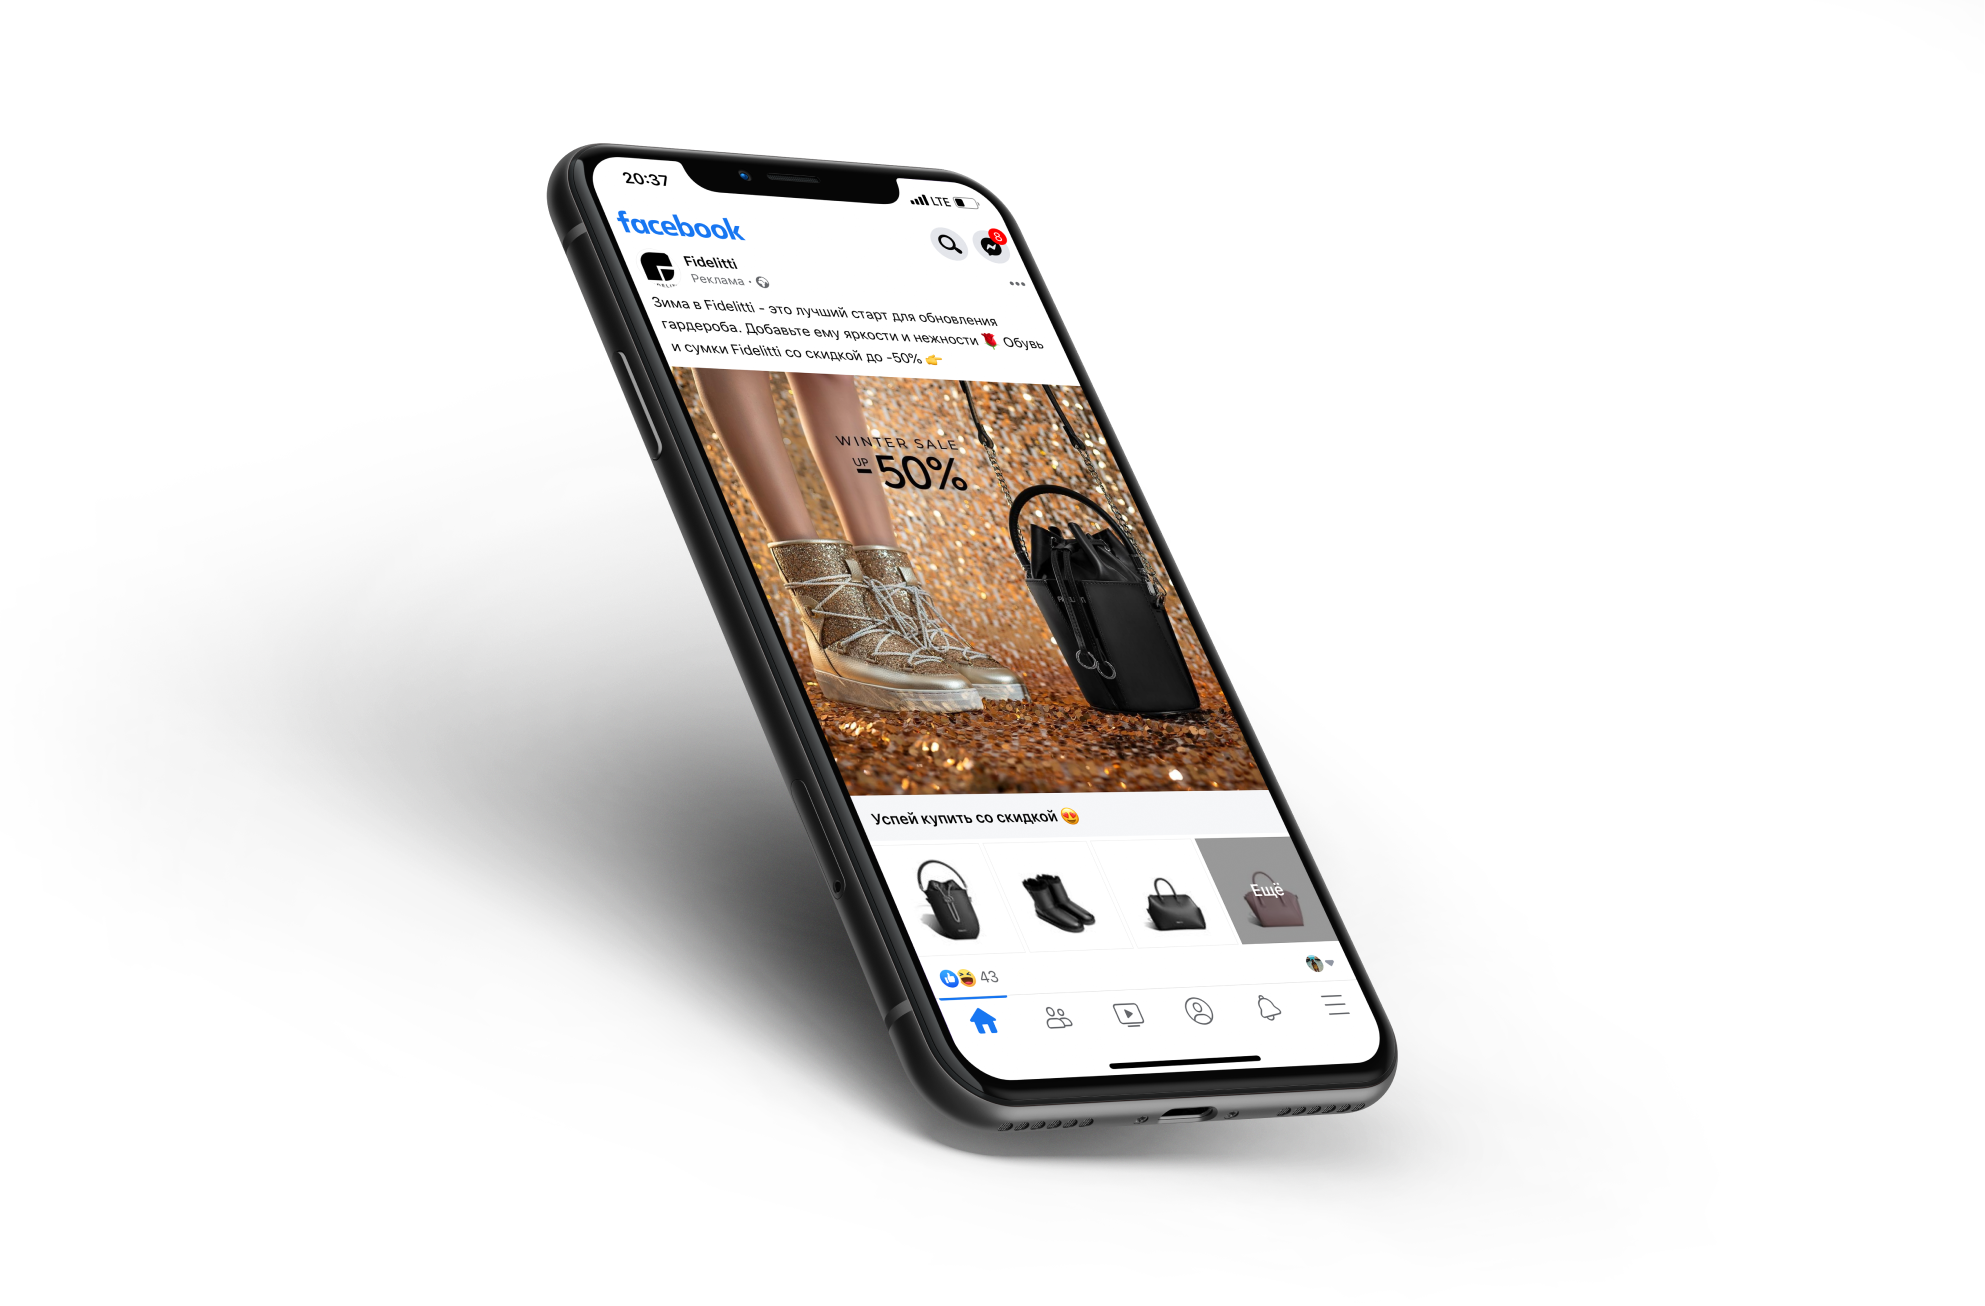 20:37
LTE
facebook
8
Fidelitti
Реклама ·
Зима в Fidelitti - это лучший старт для обновления
гардероба. Добавьте ему яркости и нежности 🌹 Обувь
и сумки Fidelitti со скидкой до -50% 👉
WINTER SALE
UP
-50%
Успей купить со скидкой 😍
Ещё
43